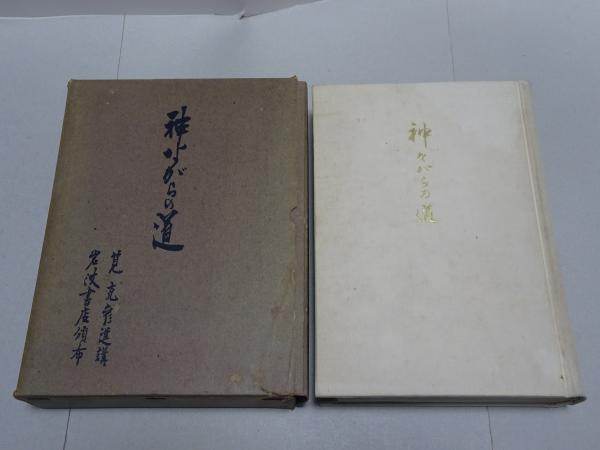 神ながらの道
筧克彦進講
岩波書店頒布
神ながらの道